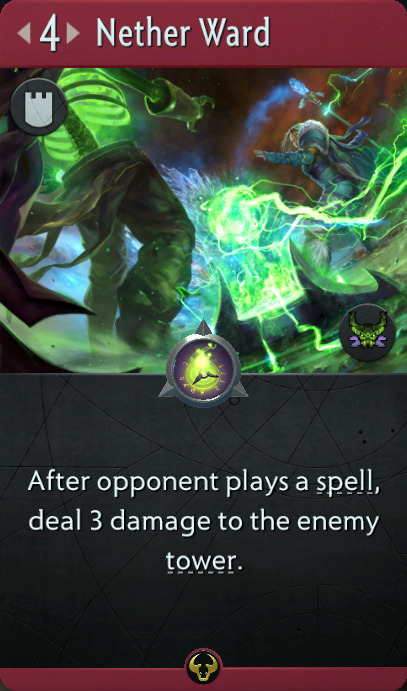 4 Nether Ward
After opponent plays a spell,
deal 3 damage to the enemy
tower.